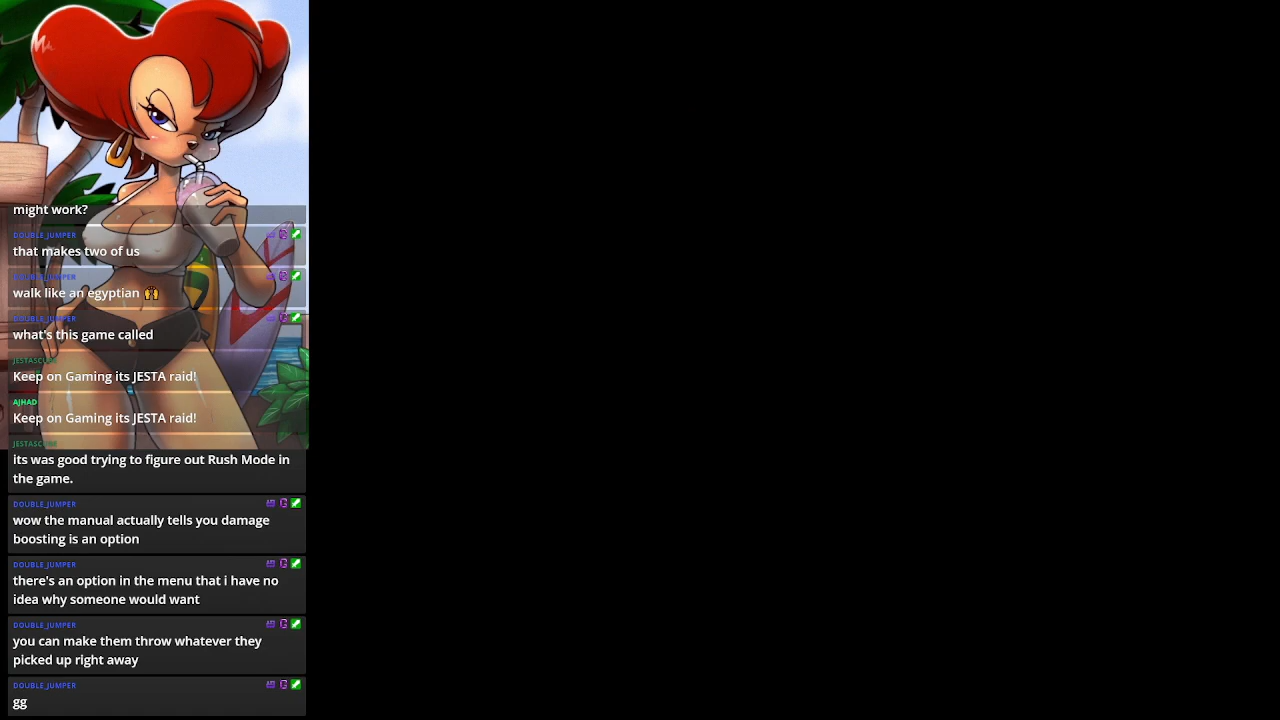 might work?
DOUBLE_JUMPER
that makes two of us
DOUBLE_JUMPER
walk like an egyptian 🙌
DOUBLE_JUMPER
what's this game called
JESTASCURE
Keep on Gaming its JESTA raid!
AJHAD
Keep on Gaming its JESTA raid!
its was good trying to figure out Rush Mode in
the game.
DOUBLE_JUMPER
wow the manual actually tells you damage
boosting is an option
DOUBLE_JUMPER
there's an option in the menu that i have no
idea why someone would want
DOUBLE_JUMPER
you can make them throw whatever they
picked up right away
DOUBLE_JUMPER
gg